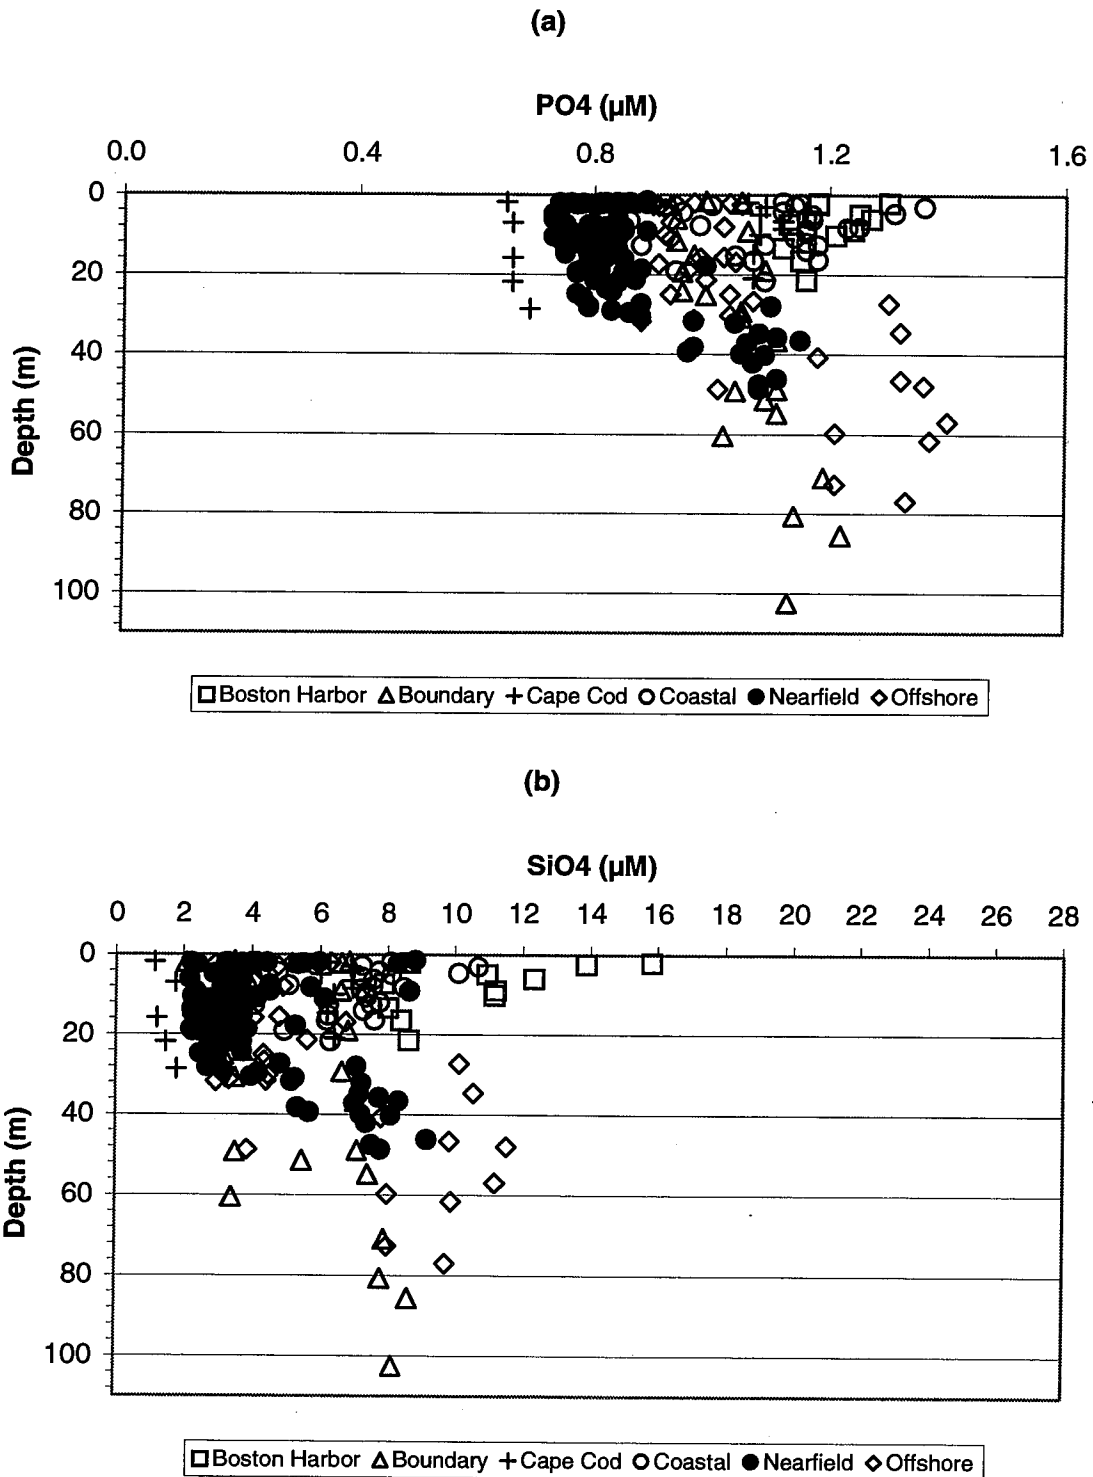 (a)
PO4 (µM)
0.0 0.4 0.8 1.2 1.6
0
20
40
60
80
100
Depth (m)
Boston Harbor Boundary Cape Cod Coastal Nearfield Offshore
(b)
SiO4 (µM)
0 2 4 6 8 10 12 14 16 18 20 22 24 26 28
0
20
40
60
80
100
Depth (m)
Boston Harbor Boundary Cape Cod Coastal Nearfield Offshore